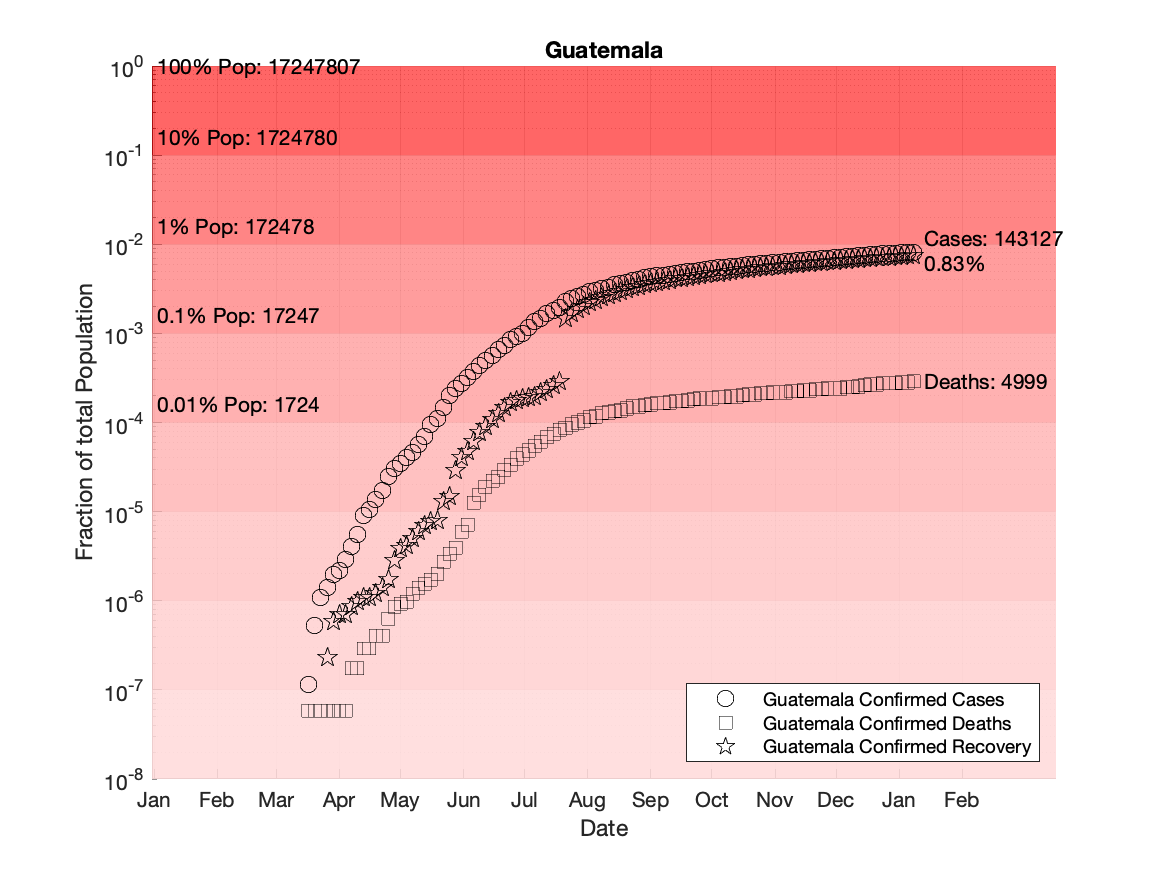 Guatemala
10^0
100% Pop: 17247807
10% Pop: 1724780
10^-1
1% Pop: 172478
10^-2
Cases: 143127
0.83%
0.1% Pop: 17247
10^-3
Deaths: 4999
0.01% Pop: 1724
10^-4
10^-5
10^-6
10^-7
10^-8
Fraction of total Population
Guatemala Confirmed Cases
Guatemala Confirmed Deaths
Guatemala Confirmed Recovery
Jan Feb Mar Apr May Jun Jul Aug Sep Oct Nov Dec Jan Feb
Date